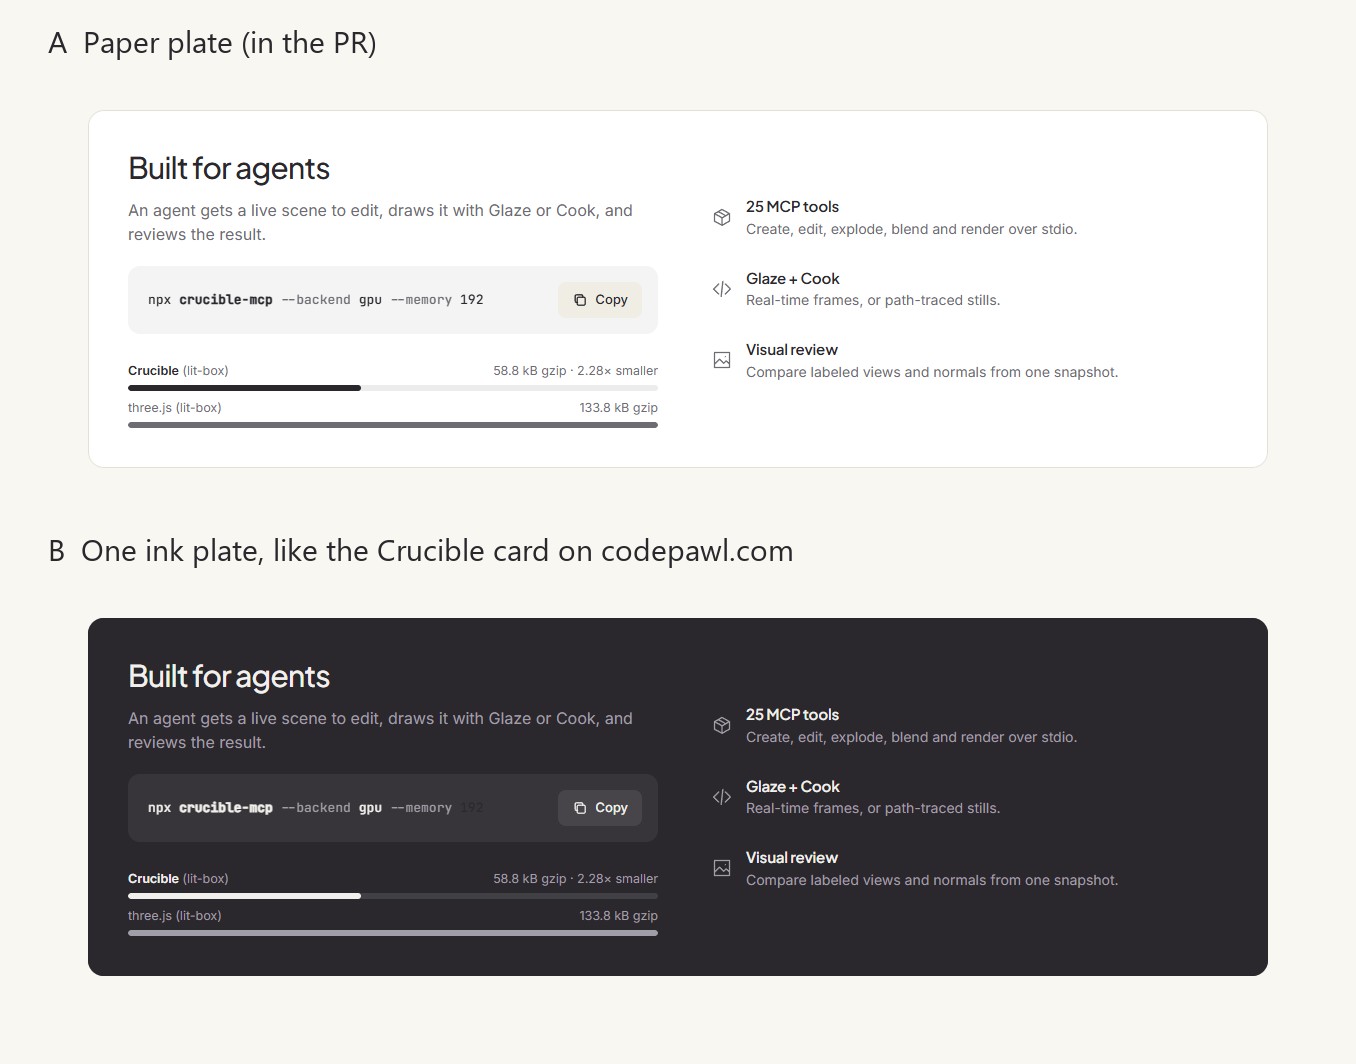 A Paper plate (in the PR)
Built for agents
An agent gets a live scene to edit, draws it with Glaze or Cook, and
reviews the result.
npx crucible-mcp --backend gpu --memory 192
Copy
Crucible (lit-box)
58.8 kB gzip · 2.28× smaller
three.js (lit-box)
133.8 kB gzip
25 MCP tools
Create, edit, explode, blend and render over stdio.
Glaze + Cook
Real-time frames, or path-traced stills.
Visual review
Compare labeled views and normals from one snapshot.
B One ink plate, like the Crucible card on codepawl.com
Built for agents
An agent gets a live scene to edit, draws it with Glaze or Cook, and
reviews the result.
npx crucible-mcp --backend gpu --memory 192
Copy
Crucible (lit-box)
58.8 kB gzip · 2.28× smaller
three.js (lit-box)
133.8 kB gzip
25 MCP tools
Create, edit, explode, blend and render over stdio.
Glaze + Cook
Real-time frames, or path-traced stills.
Visual review
Compare labeled views and normals from one snapshot.